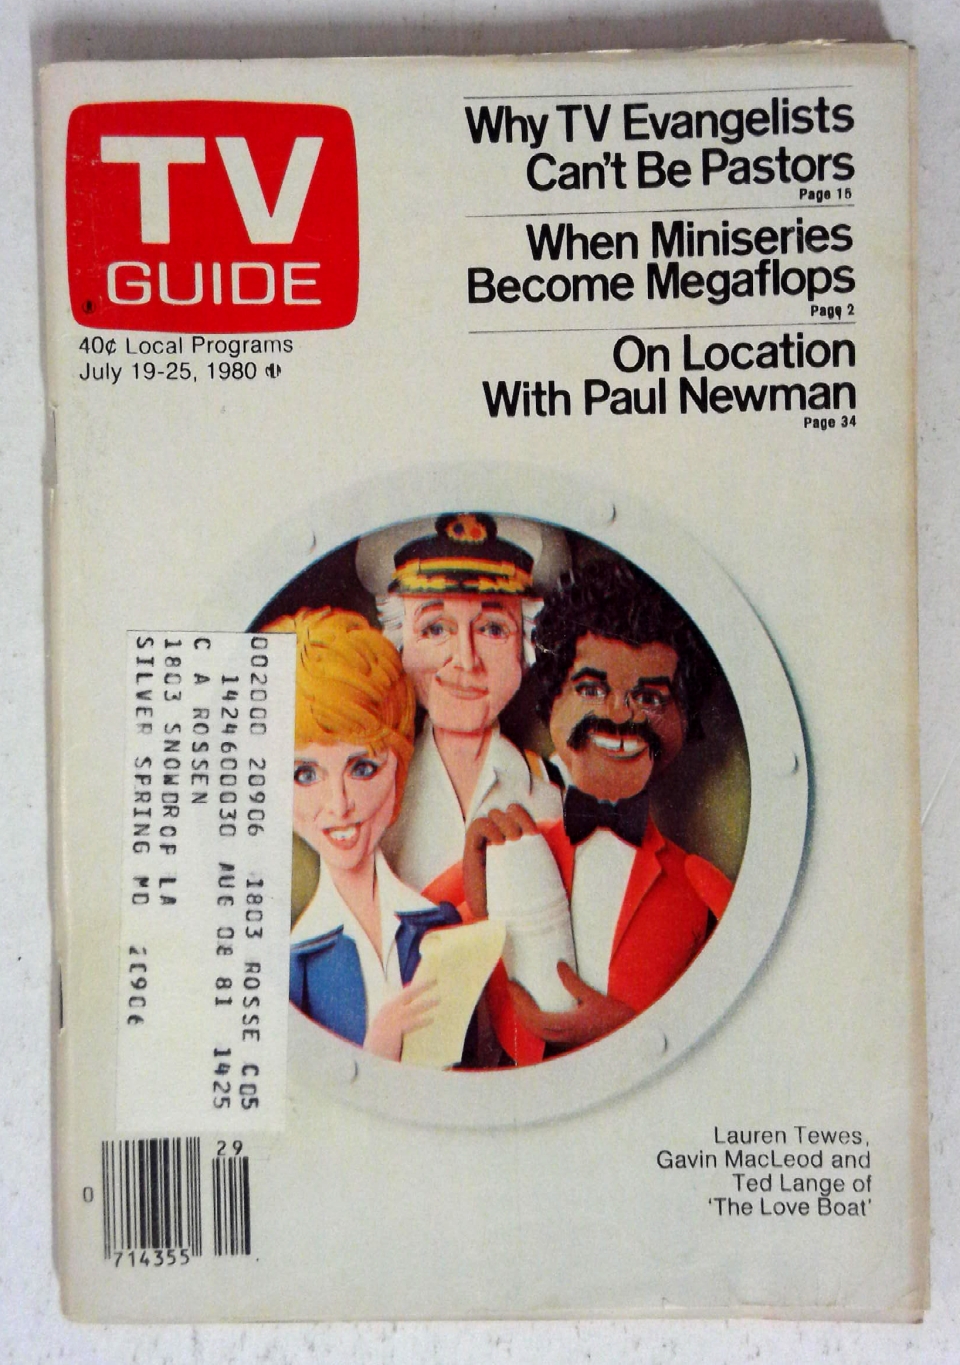 TV
GUIDE
®
40¢ Local Programs
July 19-25, 1980
Why TV Evangelists
Can't Be Pastors
Page 15
When Miniseries
Become Megaflops
Page 2
On Location
With Paul Newman
Page 34
002000 20906 1803 ROSSE C05
142460030 AUG 08 81 1425
C A ROSSEN
1803 SNOWDROP LA
SILVER SPRING MD 20906
29
0
714355
Lauren Tewes,
Gavin MacLeod and
Ted Lange of
'The Love Boat'